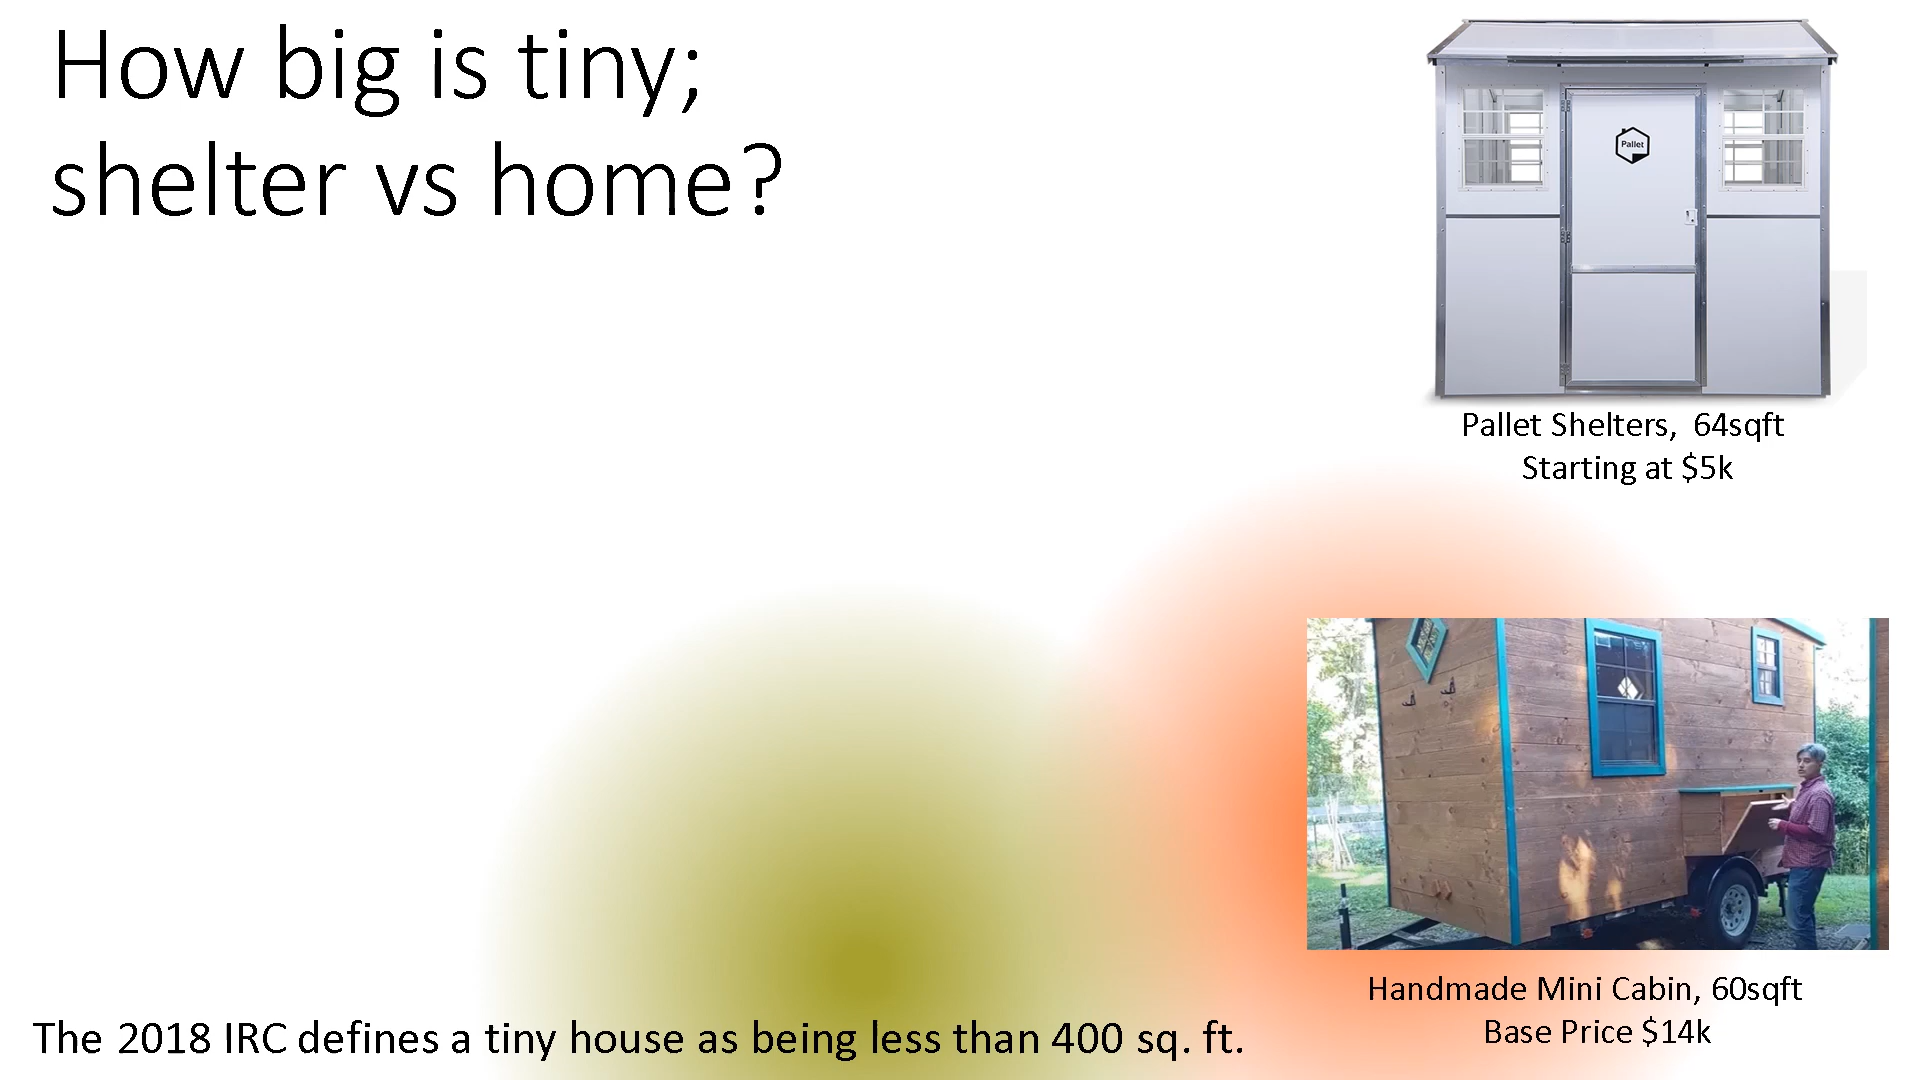 How big is tiny;
shelter vs home?
Pallet
Pallet Shelters,  64sqft
Starting at $5k
Handmade Mini Cabin, 60sqft
Base Price $14k
The 2018 IRC defines a tiny house as being less than 400 sq. ft.